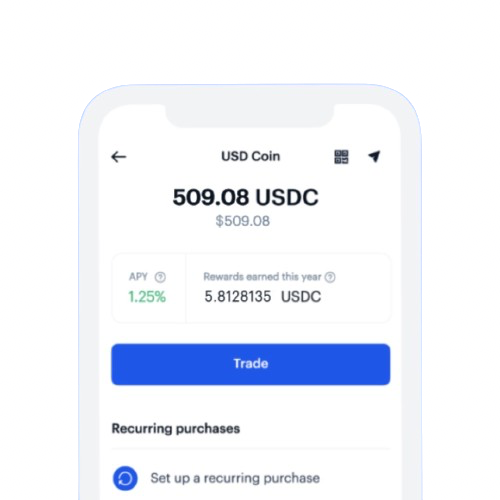 USD Coin
509.08 USDC
$509.08
APY ?
Rewards earned this year ?
1.25%
5.8128135 USDC
Trade
Recurring purchases
Set up a recurring purchase